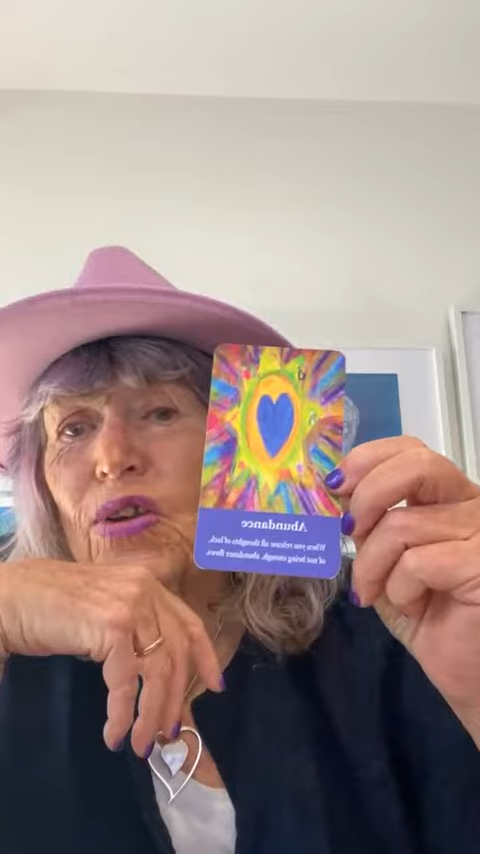 Abundance
When you release all thoughts of lack,
of not being enough, abundance flows.